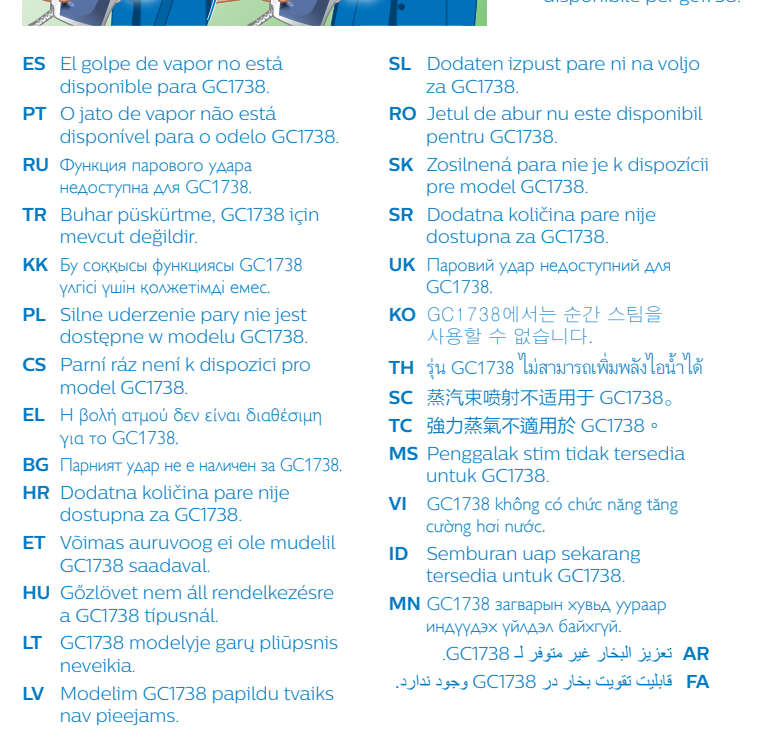 disponibile per gc1738.
ES El golpe de vapor no está
disponible para GC1738.
PT O jato de vapor não está
disponível para o odelo GC1738.
RU Функция парового удара
недоступна для GC1738.
TR Buhar püskürtme, GC1738 için
mevcut değildir.
KK Бу соққысы функциясы GC1738
үлгісі үшін қолжетімді емес.
PL Silne uderzenie pary nie jest
dostępne w modelu GC1738.
CS Parní ráz není k dispozici pro
model GC1738.
EL Η βολή ατμού δεν είναι διαθέσιμη
για το GC1738.
BG Парният удар не е наличен за GC1738.
HR Dodatna količina pare nije
dostupna za GC1738.
ET Võimas auruvoog ei ole mudelil
GC1738 saadaval.
HU Gőzlövet nem áll rendelkezésre
a GC1738 típusnál.
LT GC1738 modelyje garų pliūpsnis
neveikia.
LV Modelim GC1738 papildu tvaiks
nav pieejams.
SL Dodaten izpust pare ni na voljo
za GC1738.
RO Jetul de abur nu este disponibil
pentru GC1738.
SK Zosilnená para nie je k dispozícii
pre model GC1738.
SR Dodatna količina pare nije
dostupna za GC1738.
UK Паровий удар недоступний для
GC1738.
KO GC1738에서는 순간 스팀을
사용할 수 없습니다.
TH รุ่น GC1738 ไม่สามารถเพิ่มพลังไอน้ำได้
SC 蒸汽束喷射不适用于 GC1738。
TC 強力蒸氣不適用於 GC1738。
MS Penggalak stim tidak tersedia
untuk GC1738.
VI GC1738 không có chức năng tăng
cường hơi nước.
ID Semburan uap sekarang
tersedia untuk GC1738.
MN GC1738 загварын хувьд уураар
индүүдэх үйлдэл байхгүй.
AR تعزيز البخار غير متوفر لـ GC1738.
FA قابلیت تقویت بخار در GC1738 وجود ندارد.